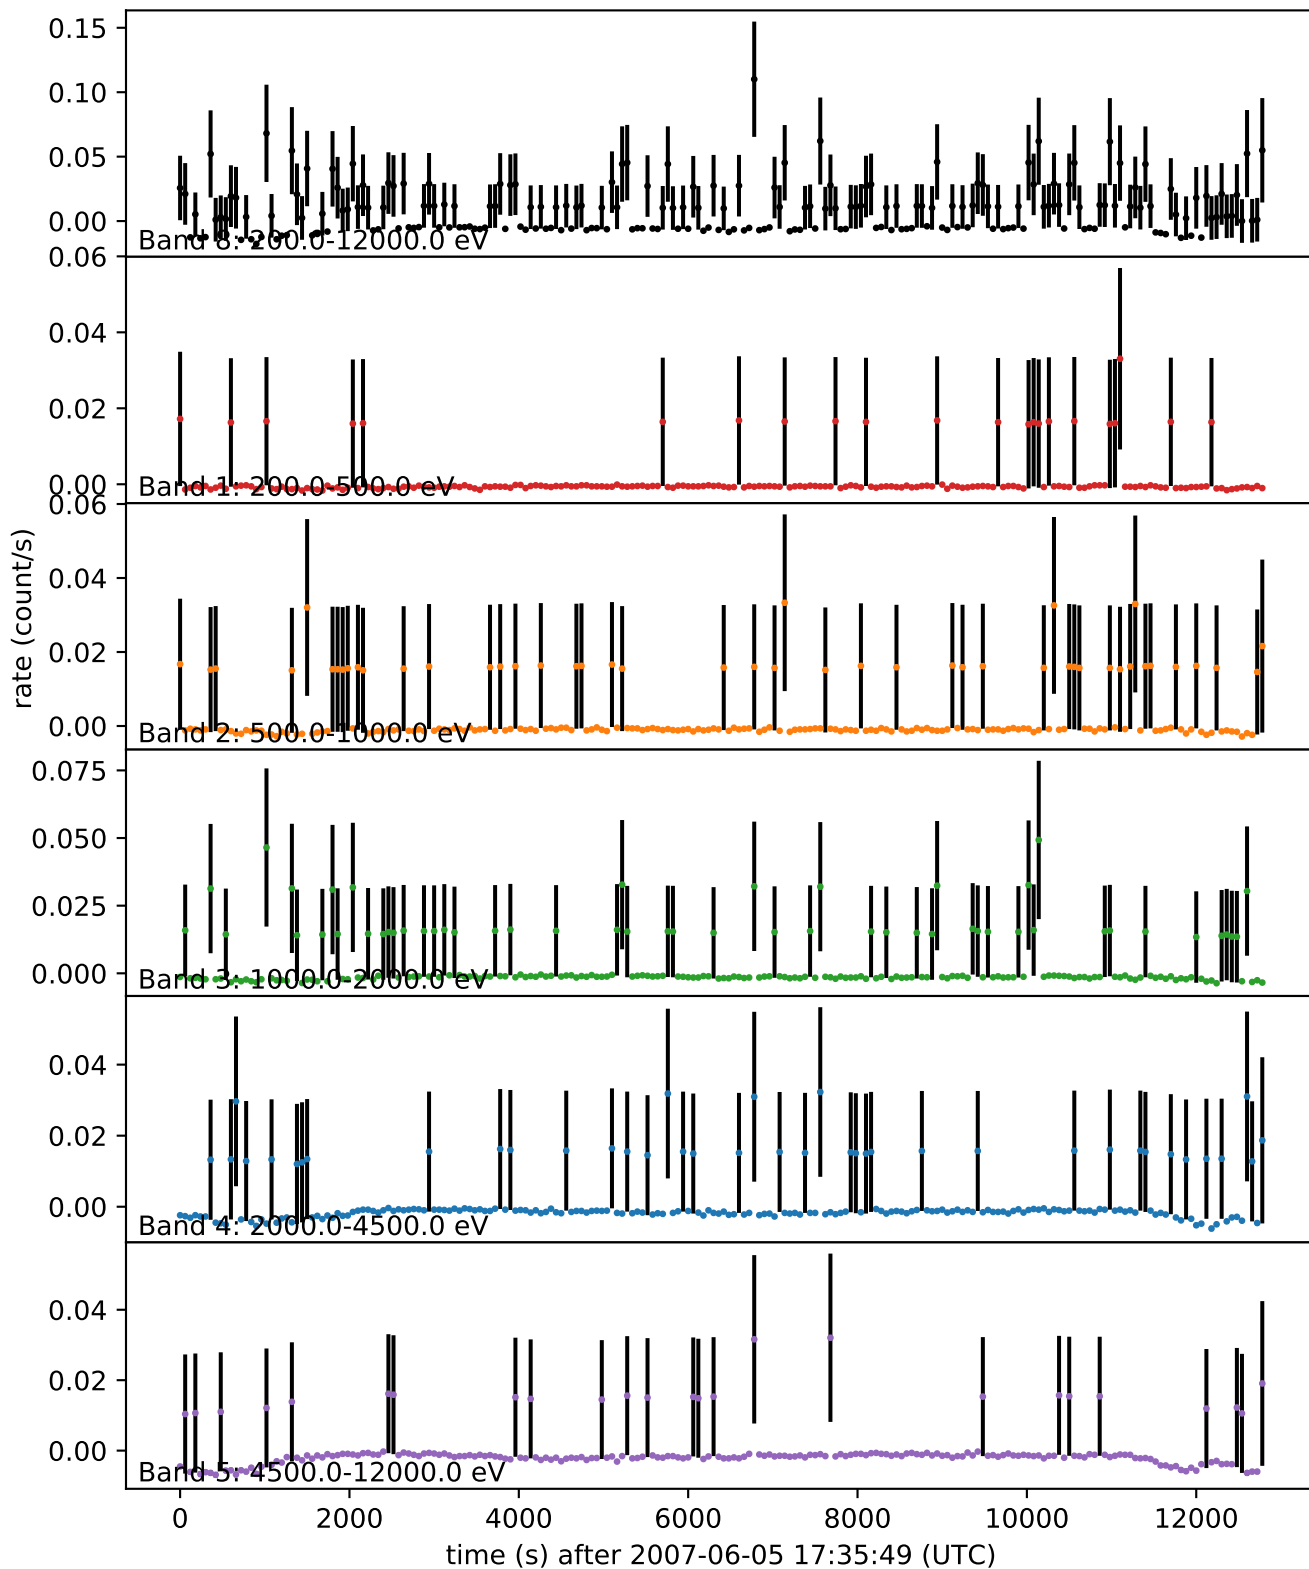 0.15
0.10
0.05
0.00
Band 8: 200.0-12000.0 eV
0.06
0.04
0.02
0.00
Band 1: 200.0-500.0 eV
0.06
0.04
0.02
0.00
Band 2: 500.0-1000.0 eV
rate (count/s)
0.075
0.050
0.025
0.000
Band 3: 1000.0-2000.0 eV
0.04
0.02
0.00
Band 4: 2000.0-4500.0 eV
0.04
0.02
0.00
Band 5: 4500.0-12000.0 eV
0 2000 4000 6000 8000 10000 12000
time (s) after 2007-06-05 17:35:49 (UTC)